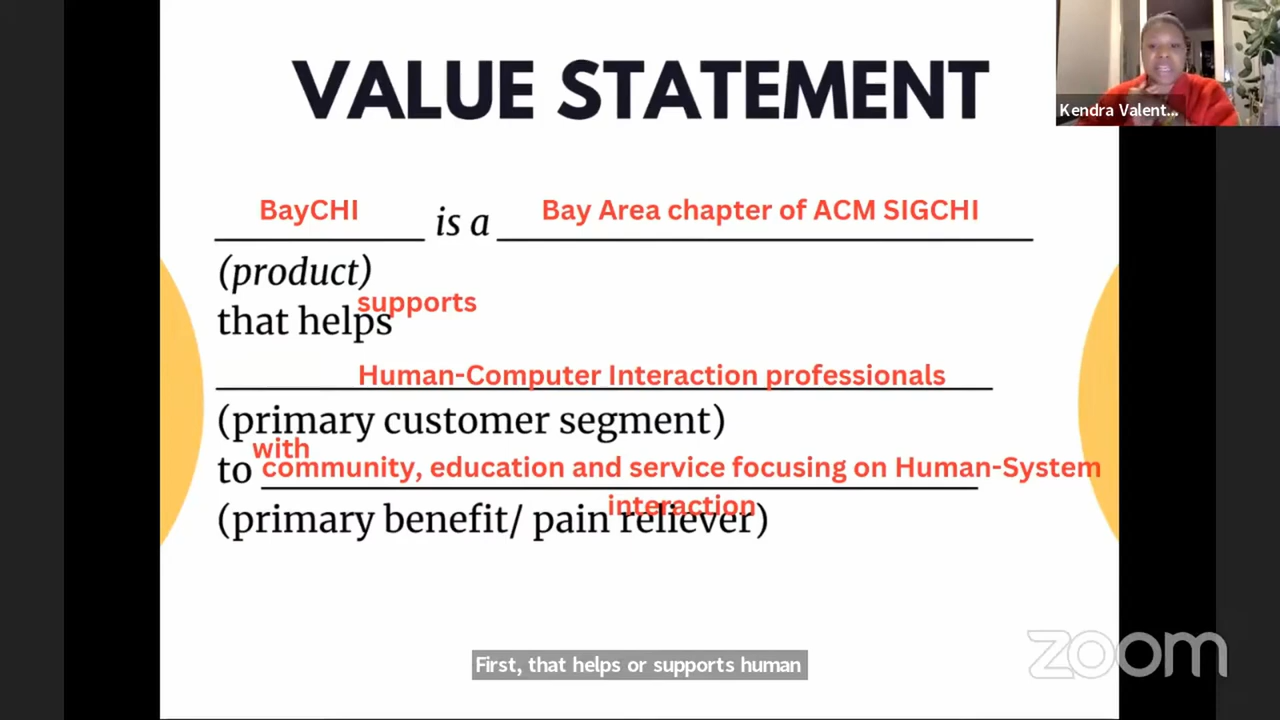 VALUE STATEMENT
Kendra Valent...
BayCHI is a Bay Area chapter of ACM SIGCHI
(product)
supports
that helps
Human-Computer Interaction professionals
(primary customer segment)
with
to community, education and service focusing on Human-System
interaction
(primary benefit/ pain reliever)
First, that helps or supports human
zoom